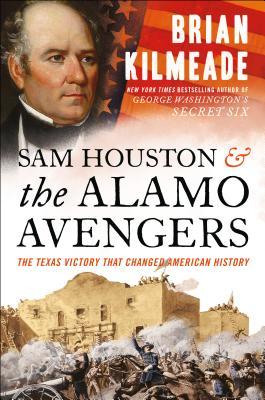 BRIAN
KILMEADE
NEW YORK TIMES BESTSELLING AUTHOR OF
GEORGE WASHINGTON'S
SECRET SIX
SAM HOUSTON &
the ALAMO
AVENGERS
THE TEXAS VICTORY THAT CHANGED AMERICAN HISTORY